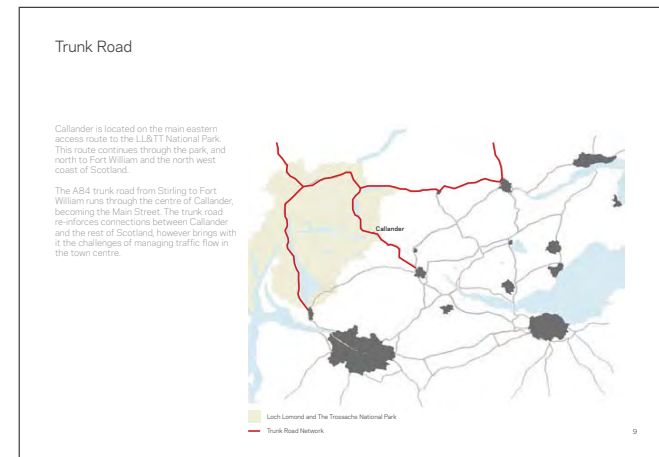 Trunk Road
Callander is located on the main eastern
access route to the LL&TT National Park.
This route continues through the park, and
north to Fort William and the north west
coast of Scotland.
The A84 trunk road from Stirling to Fort
William runs through the centre of Callander,
becoming the Main Street. The trunk road
re-inforces connections between Callander
and the rest of Scotland, however brings with
it the challenges of managing traffic flow in
the town centre.
Callander
Loch Lomond and The Trossachs National Park
Trunk Road Network
9